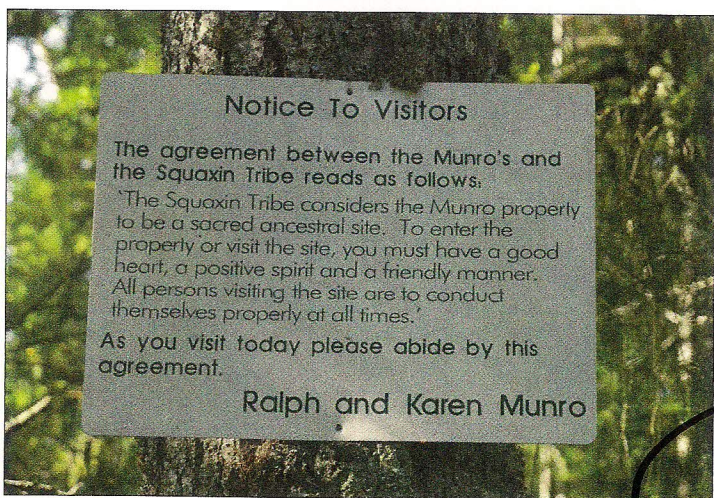 Notice To Visitors
The agreement between the Munro's and
the Squaxin Tribe reads as follows:
'The Squaxin Tribe considers the Munro property
to be a sacred ancestral site. To enter the
property or visit the site, you must have a good
heart, a positive spirit and a friendly manner.
All persons visiting the site are to conduct
themselves properly at all times.'
As you visit today please abide by this
agreement.
Ralph and Karen Munro